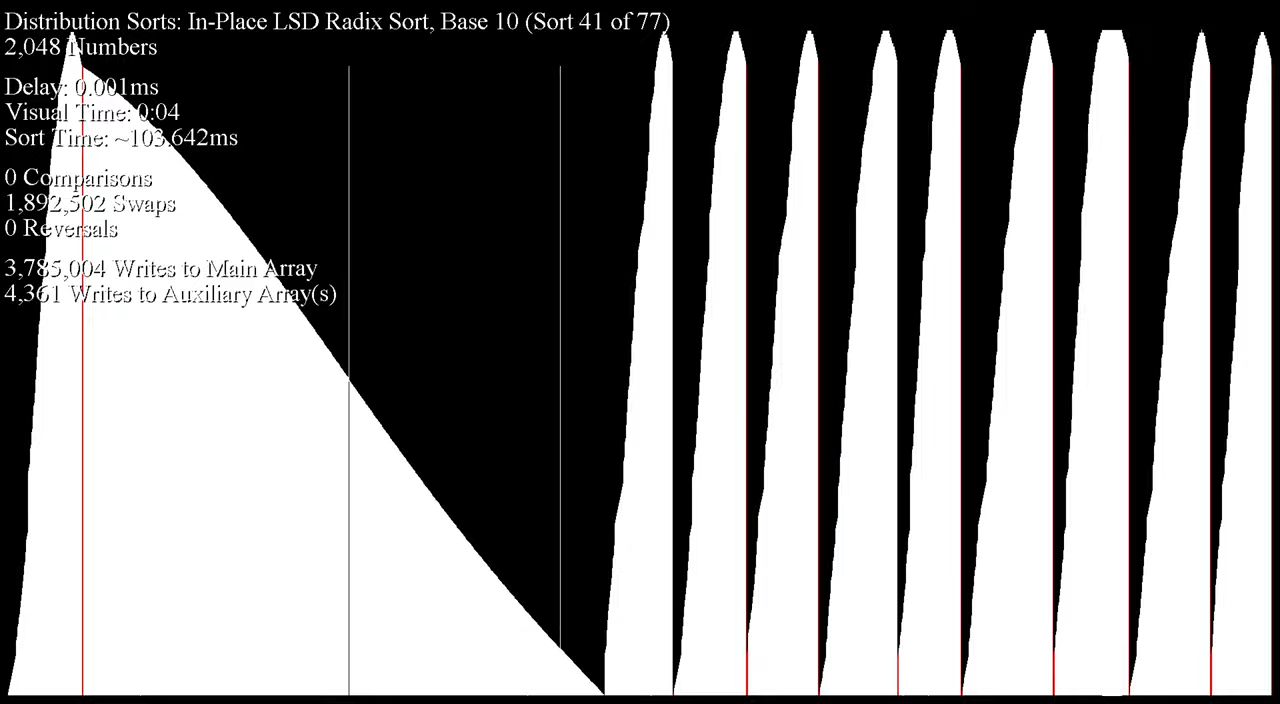 Distribution Sorts: In-Place LSD Radix Sort, Base 10 (Sort 41 of 77)
2,048 Numbers
Delay: 0.001ms
Visual Time: 0:04
Sort Time: ~103.642ms
0 Comparisons
1,892,502 Swaps
0 Reversals
3,785,004 Writes to Main Array
4,361 Writes to Auxiliary Array(s)